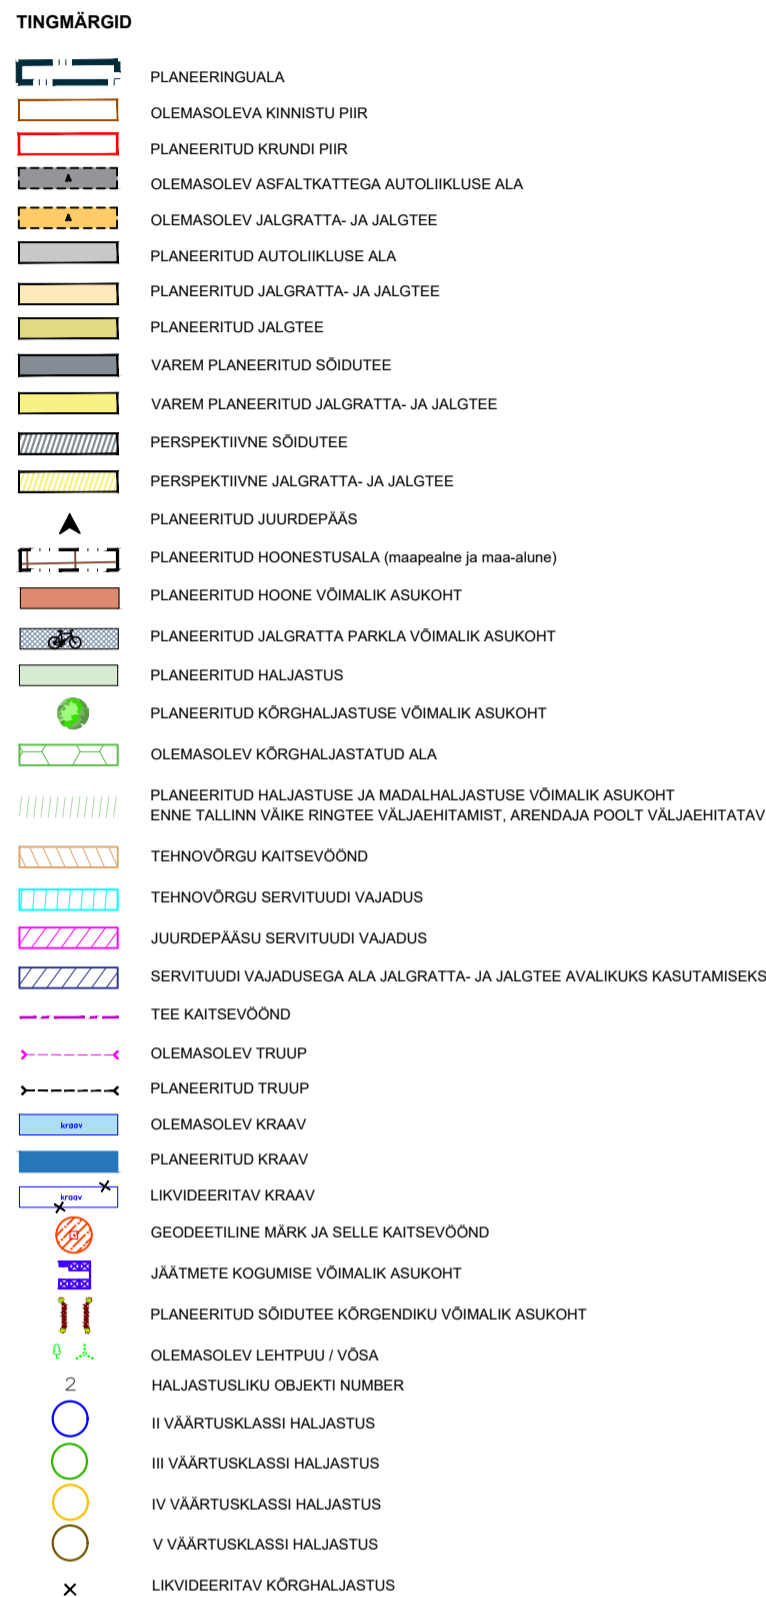 TINGMÄRGID
PLANEERINGUALA
OLEMASOLEVA KINNISTU PIIR
PLANEERITUD KRUNDI PIIR
OLEMASOLEV ASFALTKATTEGA AUTOLIIKLUSE ALA
OLEMASOLEV JALGRATTA- JA JALGTEE
PLANEERITUD AUTOLIIKLUSE ALA
PLANEERITUD JALGRATTA- JA JALGTEE
PLANEERITUD JALGTEE
VAREM PLANEERITUD SÕIDUTEE
VAREM PLANEERITUD JALGRATTA- JA JALGTEE
PERSPEKTIIVNE SÕIDUTEE
PERSPEKTIIVNE JALGRATTA- JA JALGTEE
PLANEERITUD JUURDEPÄÄS
PLANEERITUD HOONESTUSALA (maapealne ja maa-alune)
PLANEERITUD HOONE VÕIMALIK ASUKOHT
PLANEERITUD JALGRATTA PARKLA VÕIMALIK ASUKOHT
PLANEERITUD HALJASTUS
PLANEERITUD KÕRGHALJASTUSE VÕIMALIK ASUKOHT
OLEMASOLEV KÕRGHALJASTATUD ALA
PLANEERITUD HALJASTUSE JA MADALHALJASTUSE VÕIMALIK ASUKOHT
ENNE TALLINN VÄIKE RINGTEE VÄLJAEHITAMIST, ARENDAJA POOLT VÄLJAEHITATAV
TEHNOVÕRGU KAITSEVÖÖND
TEHNOVÕRGU SERVITUUDI VAJADUS
JUURDEPÄÄSU SERVITUUDI VAJADUS
SERVITUUDI VAJADUSEGA ALA JALGRATTA- JA JALGTEE AVALIKUKS KASUTAMISEKS
TEE KAITSEVÖÖND
OLEMASOLEV TRUUP
PLANEERITUD TRUUP
kraav OLEMASOLEV KRAAV
PLANEERITUD KRAAV
kraav LIKVIDEERITAV KRAAV
GEODEETILINE MÄRK JA SELLE KAITSEVÖÖND
JÄÄTMETE KOGUMISE VÕIMALIK ASUKOHT
PLANEERITUD SÕIDUTEE KÕRGENDIKU VÕIMALIK ASUKOHT
OLEMASOLEV LEHTPUU / VÕSA
2 HALJASTUSLIKU OBJEKTI NUMBER
II VÄÄRTUSKLASSI HALJASTUS
III VÄÄRTUSKLASSI HALJASTUS
IV VÄÄRTUSKLASSI HALJASTUS
V VÄÄRTUSKLASSI HALJASTUS
LIKVIDEERITAV KÕRGHALJASTUS